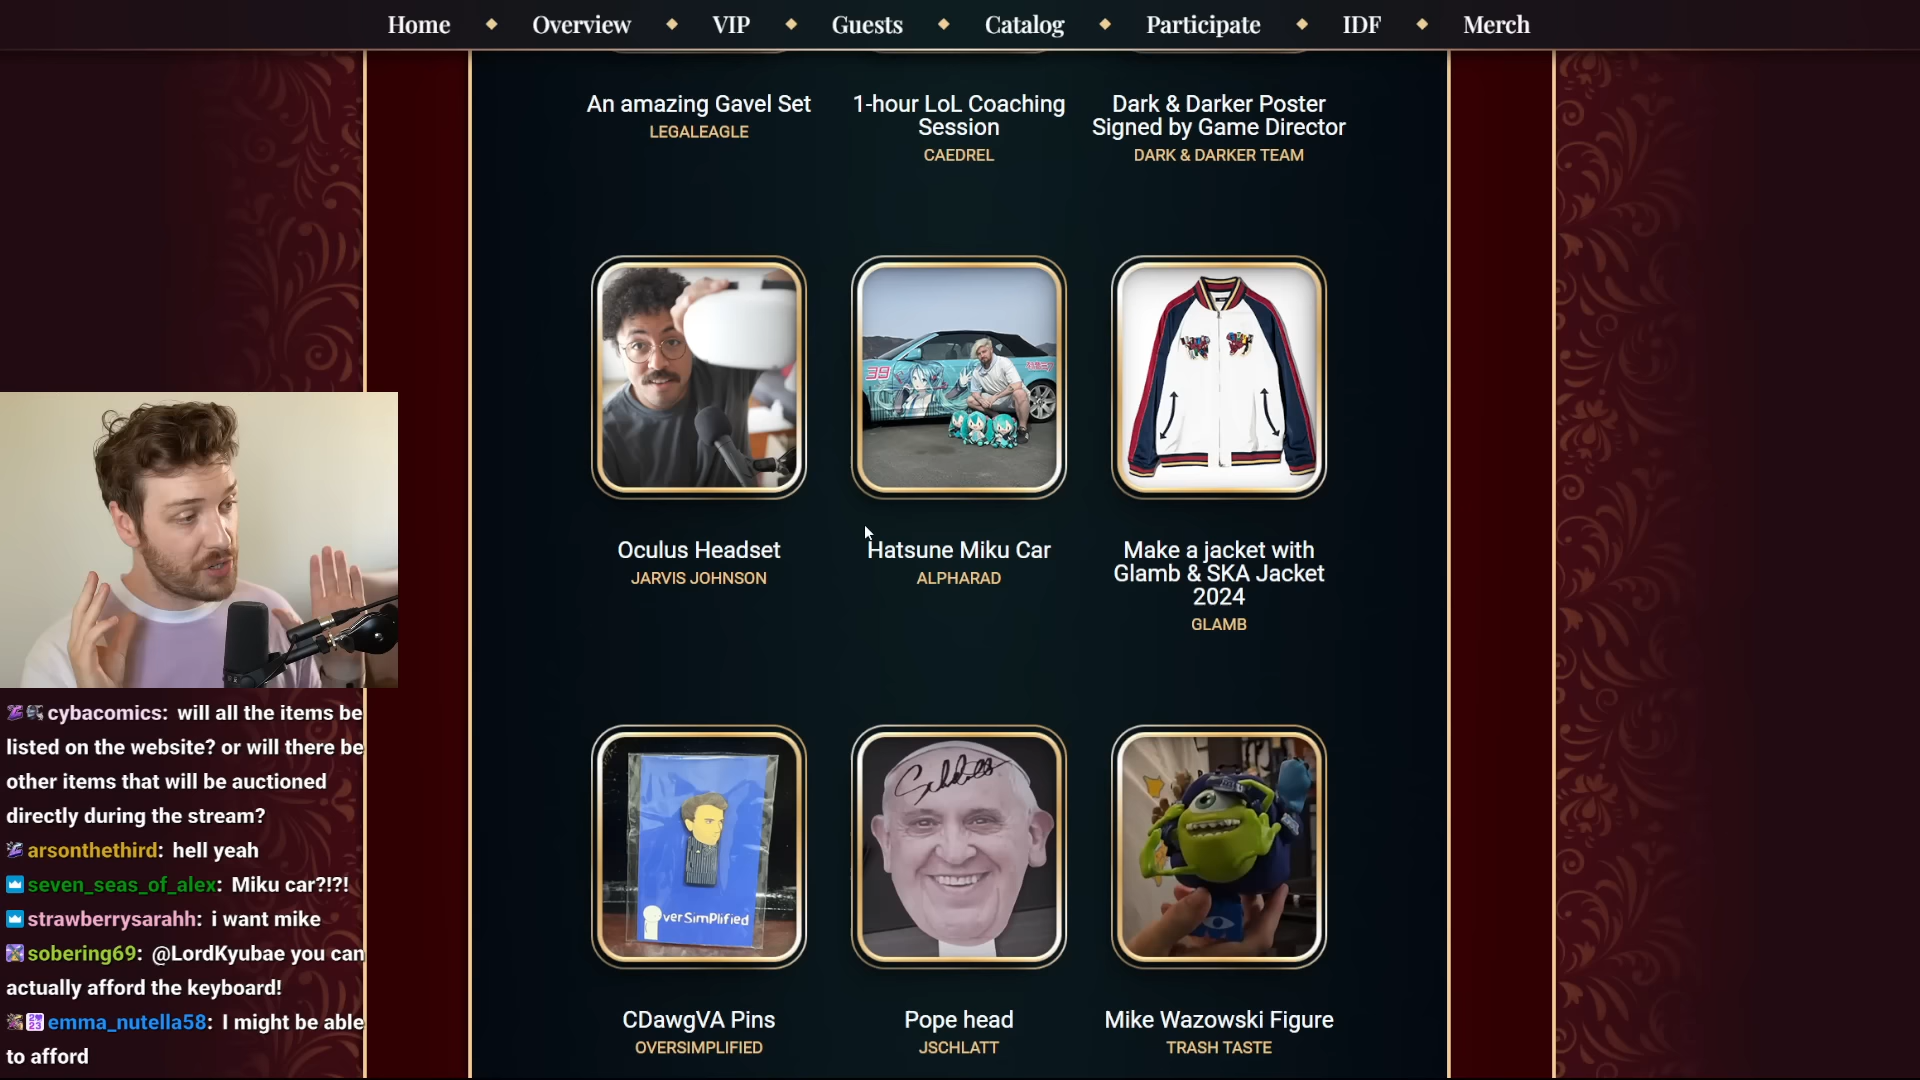 Home
Overview
VIP
Guests
Catalog
Participate
IDF
Merch
An amazing Gavel Set
LEGALEAGLE
1-hour LoL Coaching
Session
CAEDREL
Dark & Darker Poster
Signed by Game Director
DARK & DARKER TEAM
39
Oculus Headset
JARVIS JOHNSON
Hatsune Miku Car
ALPHARAD
Make a jacket with
Glamb & SKA Jacket
2024
GLAMB
verSimPlified
Schlatt
CDawgVA Pins
OVERSIMPLIFIED
Pope head
JSCHLATT
Mike Wazowski Figure
TRASH TASTE
cybacomics: will all the items be
listed on the website? or will there be
other items that will be auctioned
directly during the stream?
arsonthethird: hell yeah
seven_seas_of_alex: Miku car?!?!
strawberrysarahh: i want mike
sobering69: @LordKyubae you can
actually afford the keyboard!
emma_nutella58: I might be able
to afford